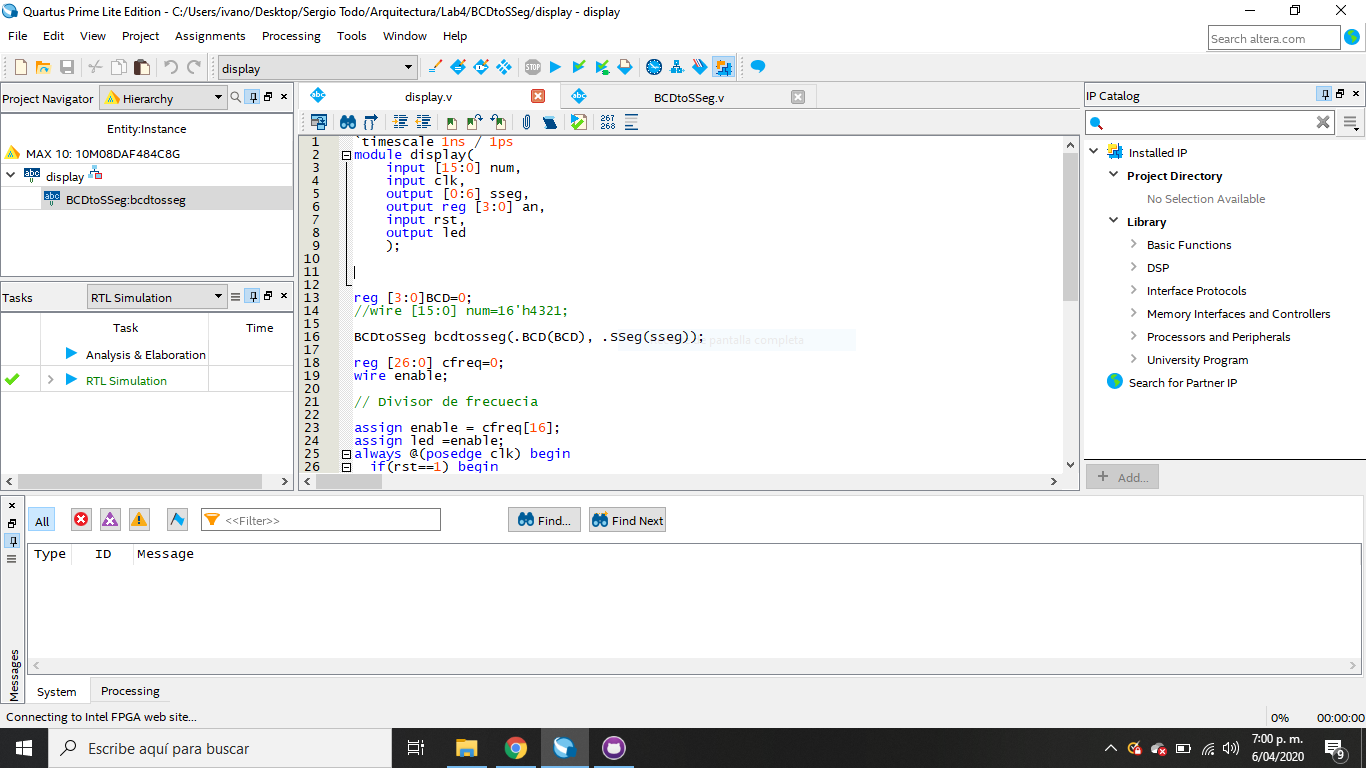 Quartus Prime Lite Edition - C:/Users/ivano/Desktop/Sergio Todo/Arquitectura/Lab4/BCDtoSSeg/display - display
File Edit View Project Assignments Processing Tools Window Help
Search altera.com
display
Project Navigator Hierarchy
Entity:Instance
MAX 10: 10M08DAF484C8G
display
BCDtoSSeg:bcdtosseg
Tasks RTL Simulation
Task Time
Analysis & Elaboration
RTL Simulation
display.v BCDtoSSeg.v
267
268
1 `timescale 1ns / 1ps
2 module display(
3 input [15:0] num,
4 input clk,
5 output [0:6] sseg,
6 output reg [3:0] an,
7 input rst,
8 output led
9 );
10
11
12
13 reg [3:0]BCD=0;
14 //wire [15:0] num=16'h4321;
15
16 BCDtoSSeg bcdtosseg(.BCD(BCD), .SSeg(sseg));
pantalla completa
17
18 reg [26:0] cfreq=0;
19 wire enable;
20
21 // Divisor de frecuecia
22
23 assign enable = cfreq[16];
24 assign led =enable;
25 always @(posedge clk) begin
26 if(rst==1) begin
IP Catalog
Installed IP
Project Directory
No Selection Available
Library
Basic Functions
DSP
Interface Protocols
Memory Interfaces and Controllers
Processors and Peripherals
University Program
Search for Partner IP
+ Add...
All <<Filter>> Find... Find Next
Type ID Message
Messages
System Processing
Connecting to Intel FPGA web site...
0% 00:00:00
Escribe aquí para buscar
7:00 p. m.
6/04/2020
9